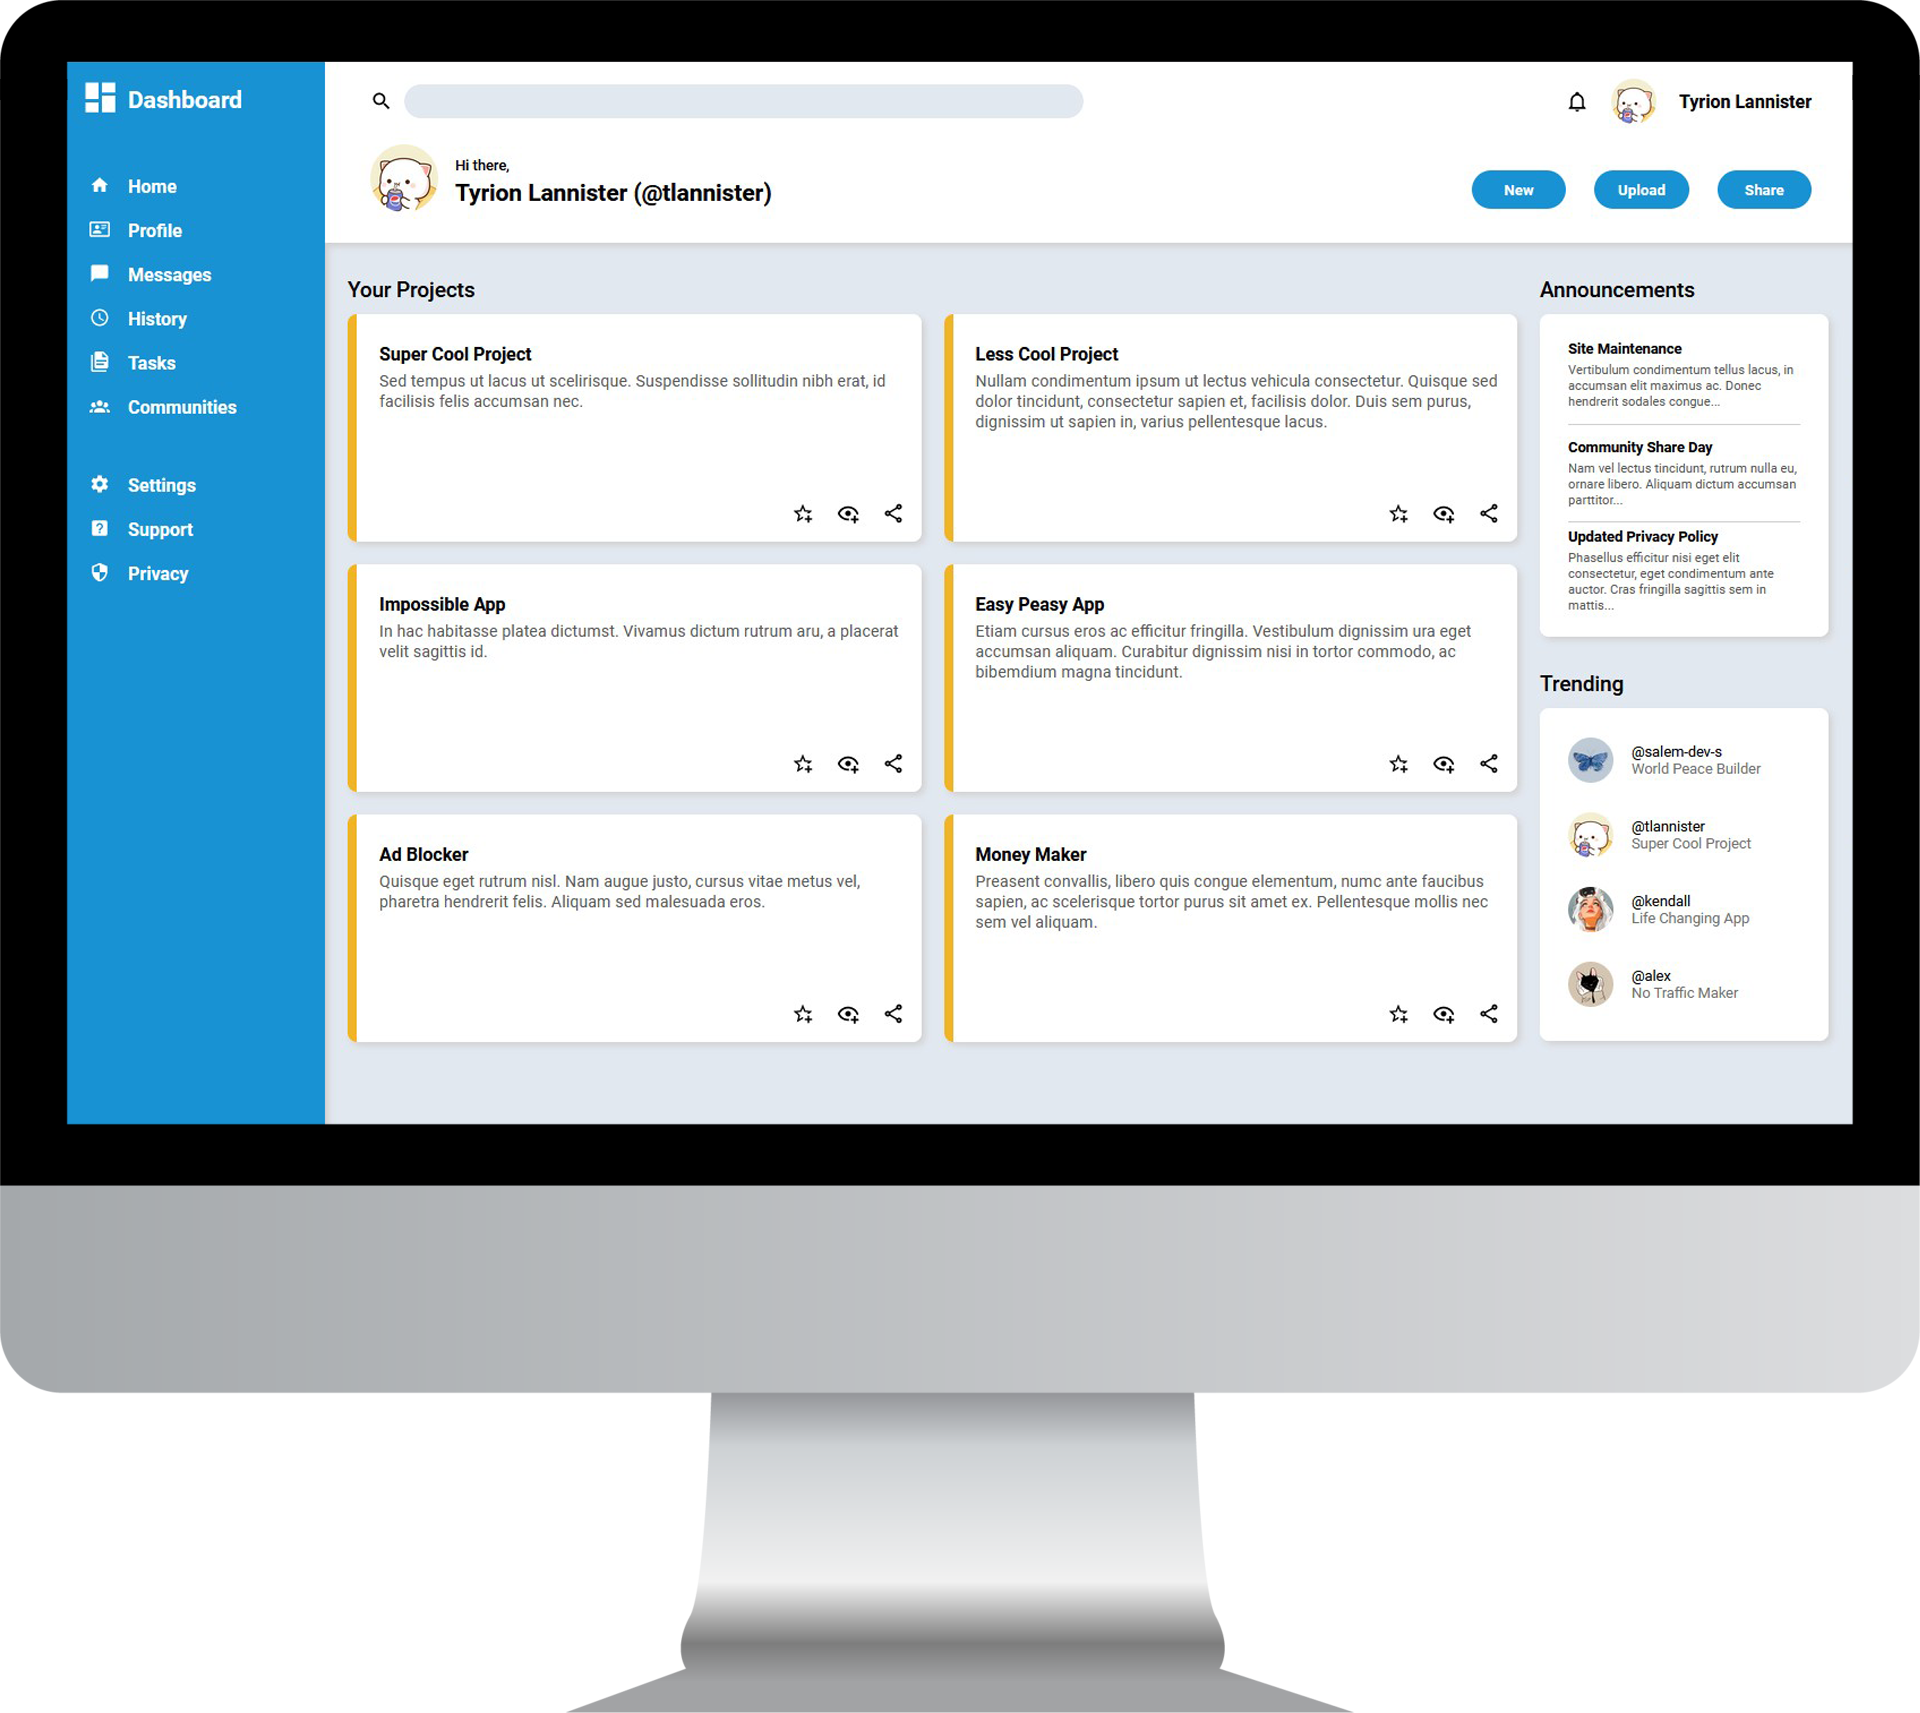 Dashboard
Home
Profile
Messages
History
Tasks
Communities
Settings
Support
Privacy
Tyrion Lannister
Hi there,
Tyrion Lannister (@tlannister)
New
Upload
Share
Your Projects
Super Cool Project
Sed tempus ut lacus ut scelirisque. Suspendisse sollitudin nibh erat, id
facilisis felis accumsan nec.
Less Cool Project
Nullam condimentum ipsum ut lectus vehicula consectetur. Quisque sed
dolor tincidunt, consectetur sapien et, facilisis dolor. Duis sem purus,
dignissim ut sapien in, varius pellentesque lacus.
Impossible App
In hac habitasse platea dictumst. Vivamus dictum rutrum aru, a placerat
velit sagittis id.
Easy Peasy App
Etiam cursus eros ac efficitur fringilla. Vestibulum dignissim ura eget
accumsan aliquam. Curabitur dignissim nisi in tortor commodo, ac
bibemdium magna tincidunt.
Ad Blocker
Quisque eget rutrum nisl. Nam augue justo, cursus vitae metus vel,
pharetra hendrerit felis. Aliquam sed malesuada eros.
Money Maker
Preasent convallis, libero quis congue elementum, numc ante faucibus
sapien, ac scelerisque tortor purus sit amet ex. Pellentesque mollis nec
sem vel aliquam.
Announcements
Site Maintenance
Vertibulum condimentum tellus lacus, in
accumsan elit maximus ac. Donec
hendrerit sodales congue...
Community Share Day
Nam vel lectus tincidunt, rutrum nulla eu,
ornare libero. Aliquam dictum accumsan
parttitor...
Updated Privacy Policy
Phasellus efficitur nisi eget elit
consectetur, eget condimentum ante
auctor. Cras fringilla sagittis sem in
mattis...
Trending
@salem-dev-s
World Peace Builder
@tlannister
Super Cool Project
@kendall
Life Changing App
@alex
No Traffic Maker